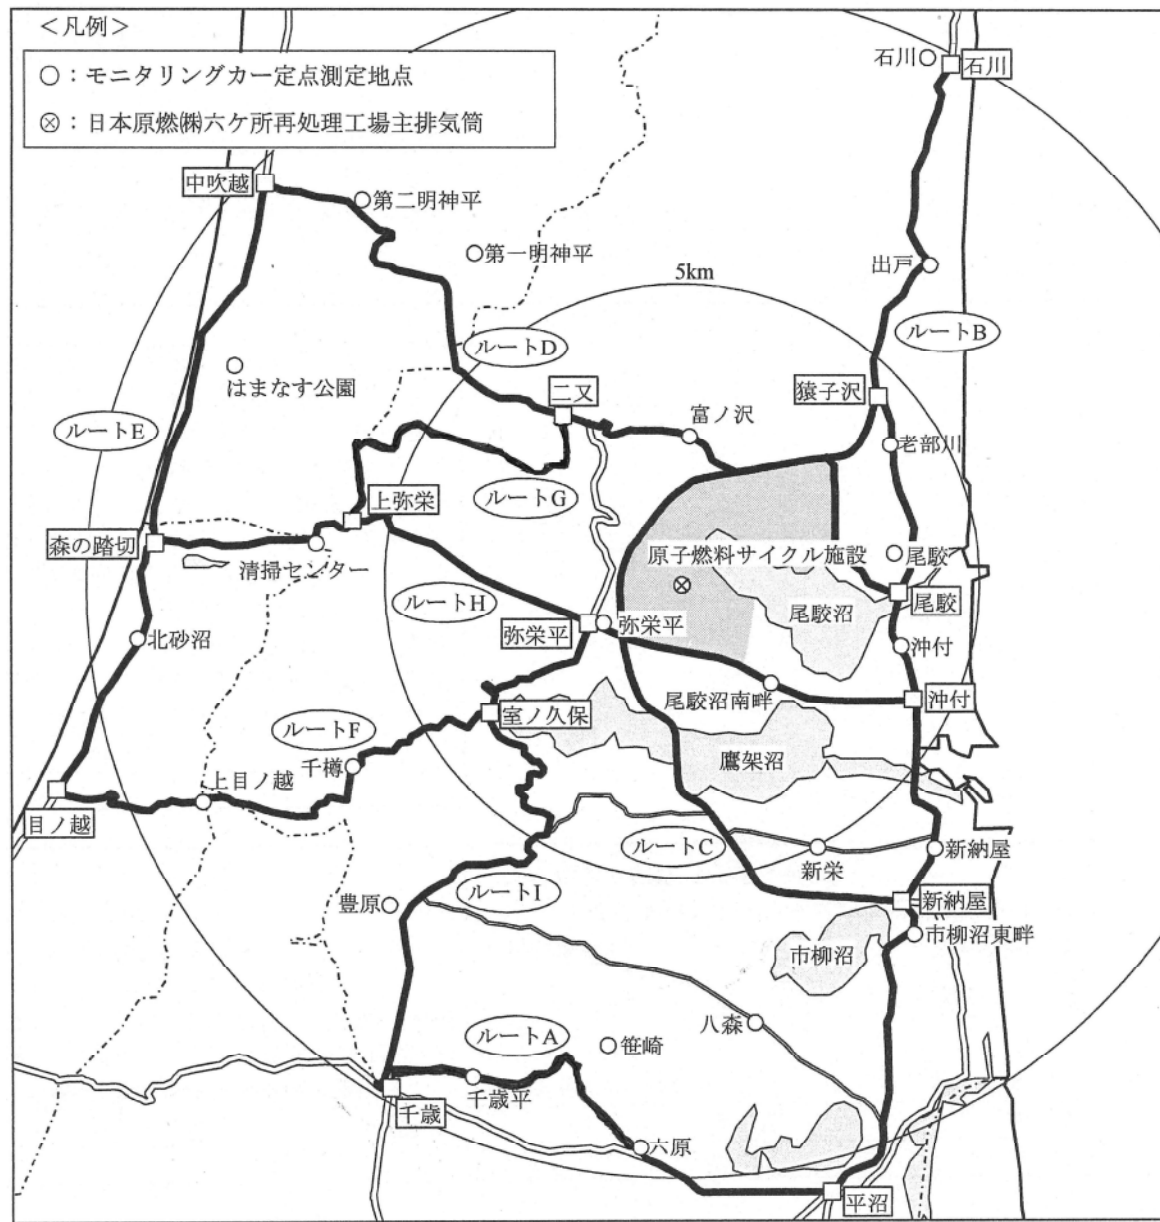 ＜凡例＞
○：モニタリングカー定点測定地点
⊗：日本原燃㈱六ケ所再処理工場主排気筒
石川
石川
中吹越
第二明神平
第一明神平
出戸
5km
ルートB
ルートD
はまなす公園
二又
猿子沢
富ノ沢
ルートE
老部川
ルートG
上弥栄
森の踏切
清掃センター
原子燃料サイクル施設
尾駮
尾駮
ルートH
尾駮沼
弥栄平
弥栄平
北砂沼
沖付
尾駮沼南畔
沖付
室ノ久保
ルートF
千樽
鷹架沼
上目ノ越
目ノ越
ルートC
新栄
新納屋
ルートI
豊原
新納屋
市柳沼東畔
市柳沼
八森
ルートA
笹崎
千歳平
千歳
六原
平沼